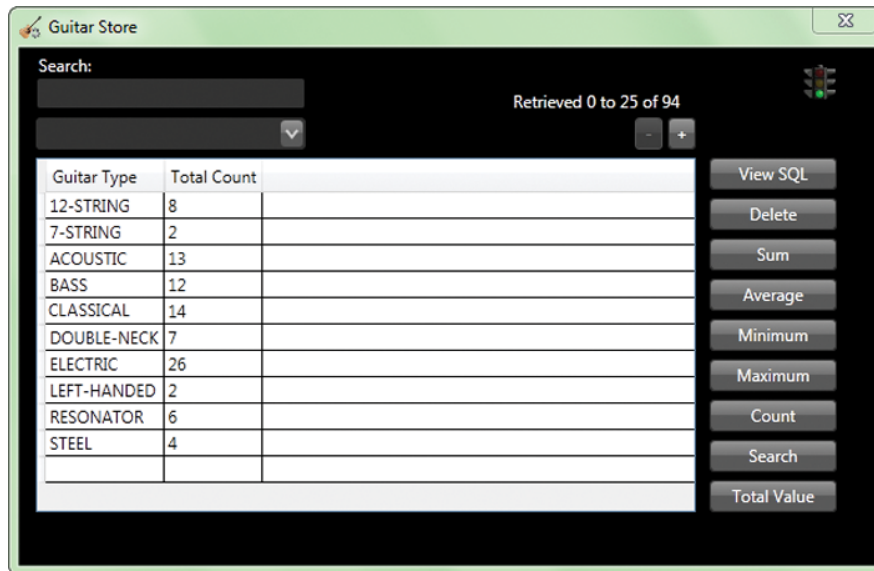 Guitar Store
Search:
Retrieved 0 to 25 of 94
- +
Guitar Type Total Count
12-STRING 8
7-STRING 2
ACOUSTIC 13
BASS 12
CLASSICAL 14
DOUBLE-NECK 7
ELECTRIC 26
LEFT-HANDED 2
RESONATOR 6
STEEL 4
View SQL
Delete
Sum
Average
Minimum
Maximum
Count
Search
Total Value